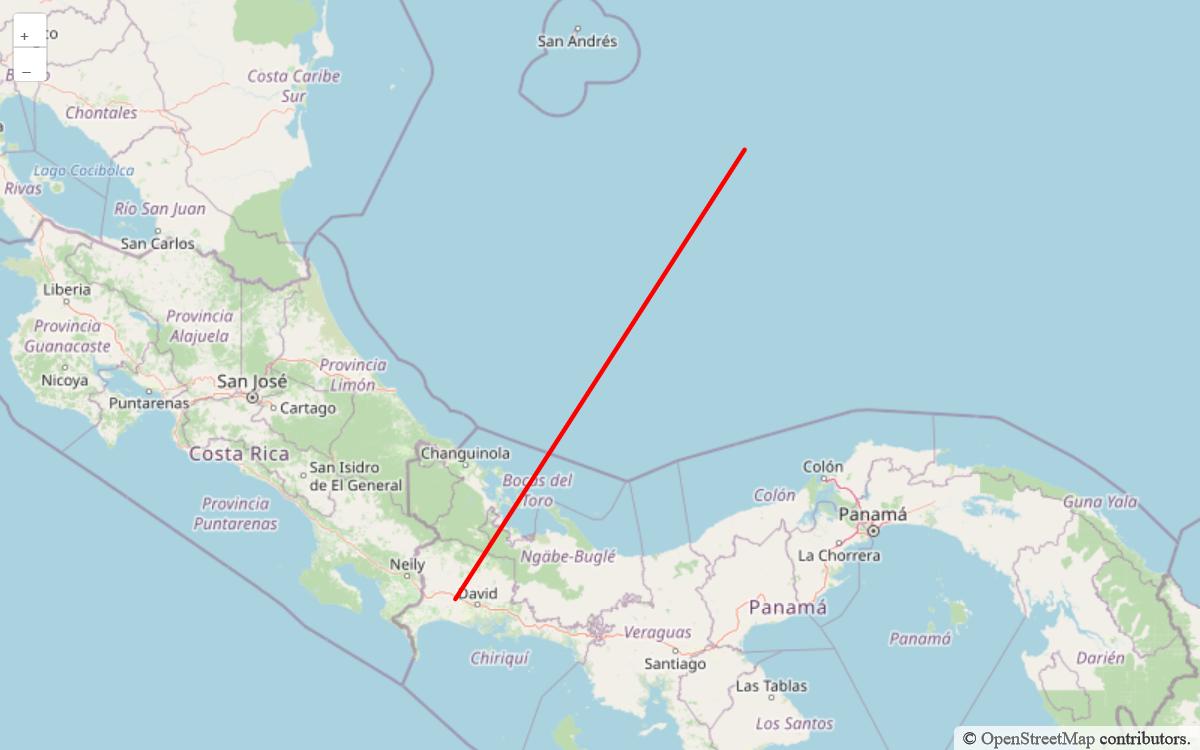 +
–
San Andrés
Costa Caribe
Sur
Chontales
Lago Cocibolca
Rivas
Río San Juan
San Carlos
Liberia
Provincia
Guanacaste
Provincia
Alajuela
Nicoya
Puntarenas
San José
Cartago
Provincia
Limón
Costa Rica
San Isidro
de El General
Provincia
Puntarenas
Changuinola
Bocas del
Toro
Neily
David
Ngäbe-Buglé
Chiriquí
Veraguas
Santiago
Las Tablas
Los Santos
Colón
Colón
Panamá
La Chorrera
Panamá
Panamá
Guna Yala
Darién
© OpenStreetMap contributors.